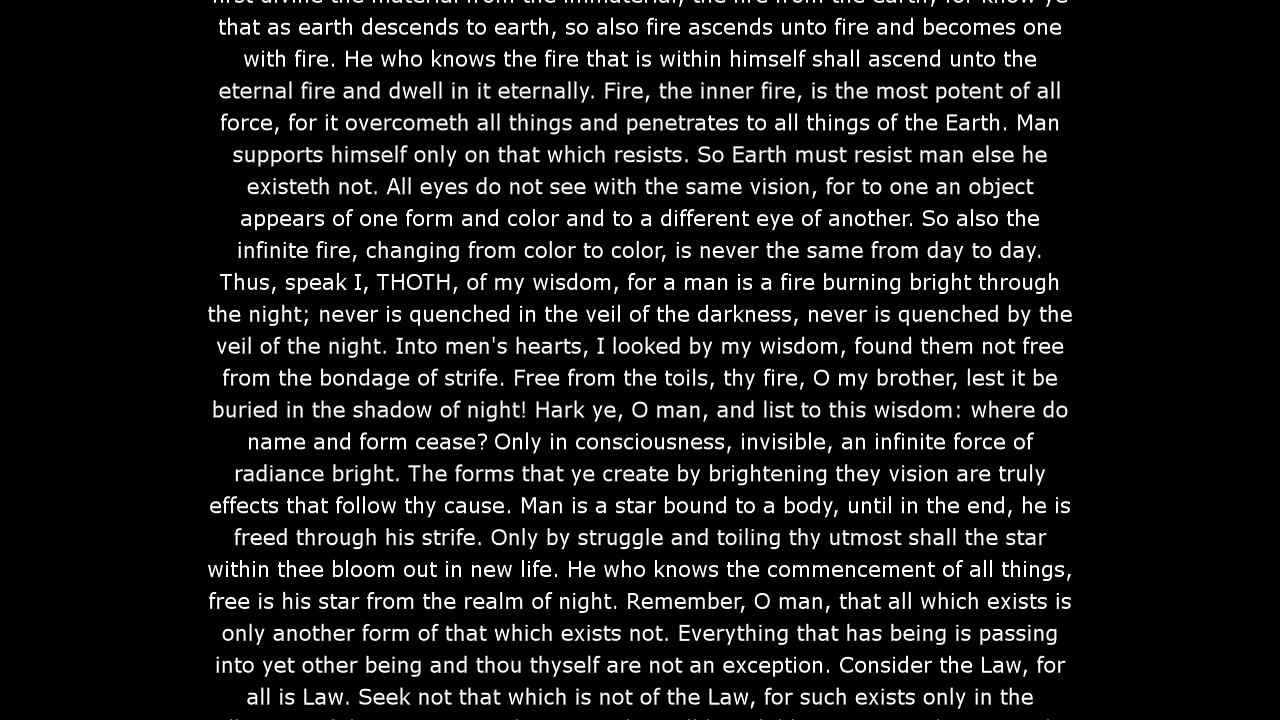 first divine the material from the immaterial, the fire from the earth; for know ye
that as earth descends to earth, so also fire ascends unto fire and becomes one
with fire. He who knows the fire that is within himself shall ascend unto the
eternal fire and dwell in it eternally. Fire, the inner fire, is the most potent of all
force, for it overcometh all things and penetrates to all things of the Earth. Man
supports himself only on that which resists. So Earth must resist man else he
existeth not. All eyes do not see with the same vision, for to one an object
appears of one form and color and to a different eye of another. So also the
infinite fire, changing from color to color, is never the same from day to day.
Thus, speak I, THOTH, of my wisdom, for a man is a fire burning bright through
the night; never is quenched in the veil of the darkness, never is quenched by the
veil of the night. Into men's hearts, I looked by my wisdom, found them not free
from the bondage of strife. Free from the toils, thy fire, O my brother, lest it be
buried in the shadow of night! Hark ye, O man, and list to this wisdom: where do
name and form cease? Only in consciousness, invisible, an infinite force of
radiance bright. The forms that ye create by brightening they vision are truly
effects that follow thy cause. Man is a star bound to a body, until in the end, he is
freed through his strife. Only by struggle and toiling thy utmost shall the star
within thee bloom out in new life. He who knows the commencement of all things,
free is his star from the realm of night. Remember, O man, that all which exists is
only another form of that which exists not. Everything that has being is passing
into yet other being and thou thyself are not an exception. Consider the Law, for
all is Law. Seek not that which is not of the Law, for such exists only in the